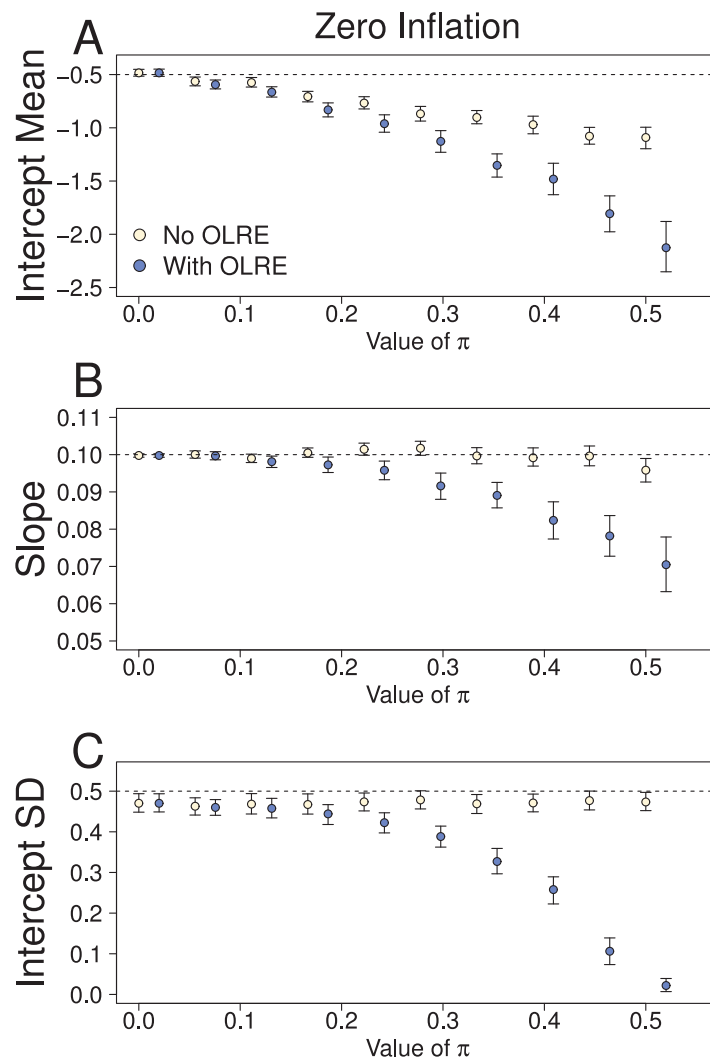 Zero Inflation
A
Intercept Mean
−0.5
−1.0
−1.5
−2.0
−2.5
No OLRE
With OLRE
0.0 0.1 0.2 0.3 0.4 0.5
Value of π
B
Slope
0.11
0.10
0.09
0.08
0.07
0.06
0.05
0.0 0.1 0.2 0.3 0.4 0.5
Value of π
C
Intercept SD
0.5
0.4
0.3
0.2
0.1
0.0
0.0 0.1 0.2 0.3 0.4 0.5
Value of π